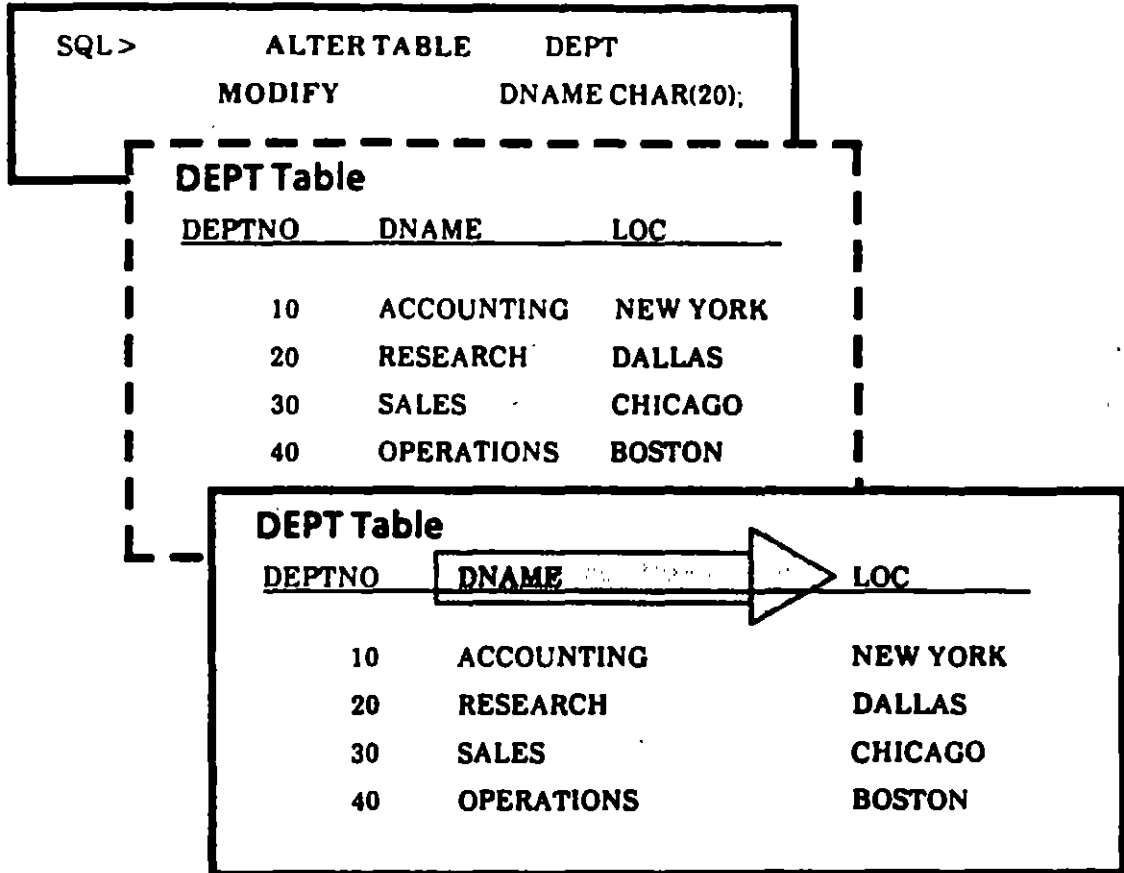 SQL> ALTER TABLE DEPT
MODIFY DNAME CHAR(20);
DEPT Table
DEPTNO DNAME LOC
10 ACCOUNTING NEW YORK
20 RESEARCH DALLAS
30 SALES CHICAGO
40 OPERATIONS BOSTON
DEPT Table
DEPTNO DNAME LOC
10 ACCOUNTING NEW YORK
20 RESEARCH DALLAS
30 SALES CHICAGO
40 OPERATIONS BOSTON